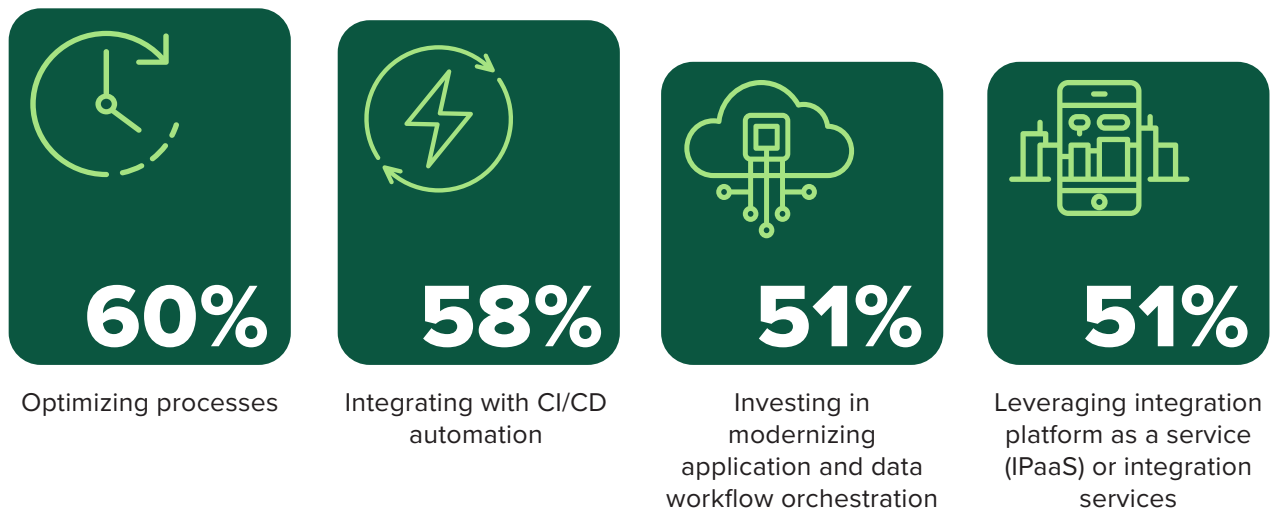 60%
Optimizing processes
58%
Integrating with CI/CD
automation
51%
Investing in
modernizing
application and data
workflow orchestration
51%
Leveraging integration
platform as a service
(IPaaS) or integration
services